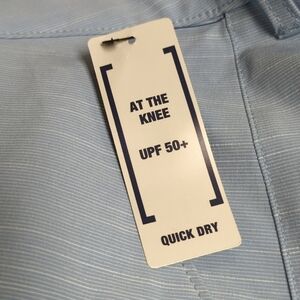 AT THE
KNEE
UPF 50+
QUICK DRY